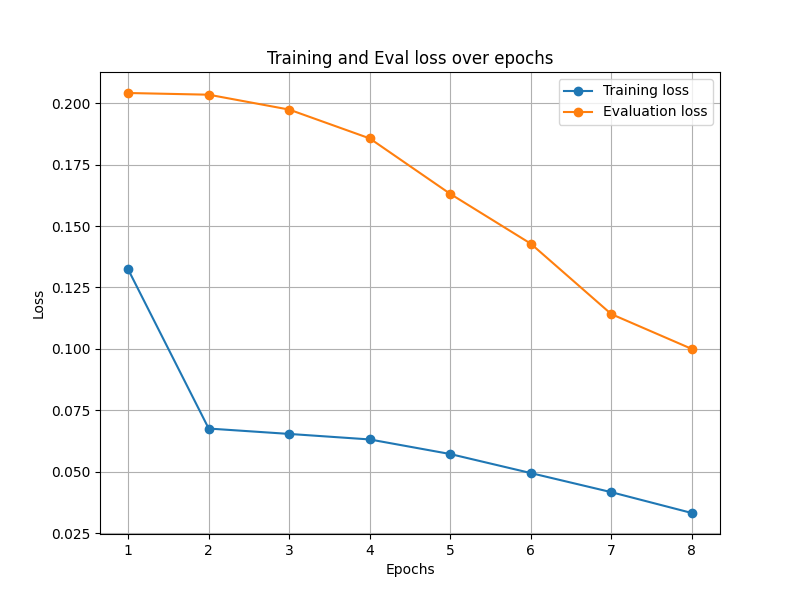 Training and Eval loss over epochs
Training loss
Evaluation loss
0.200
0.175
0.150
0.125
0.100
0.075
0.050
0.025
Loss
1 2 3 4 5 6 7 8
Epochs